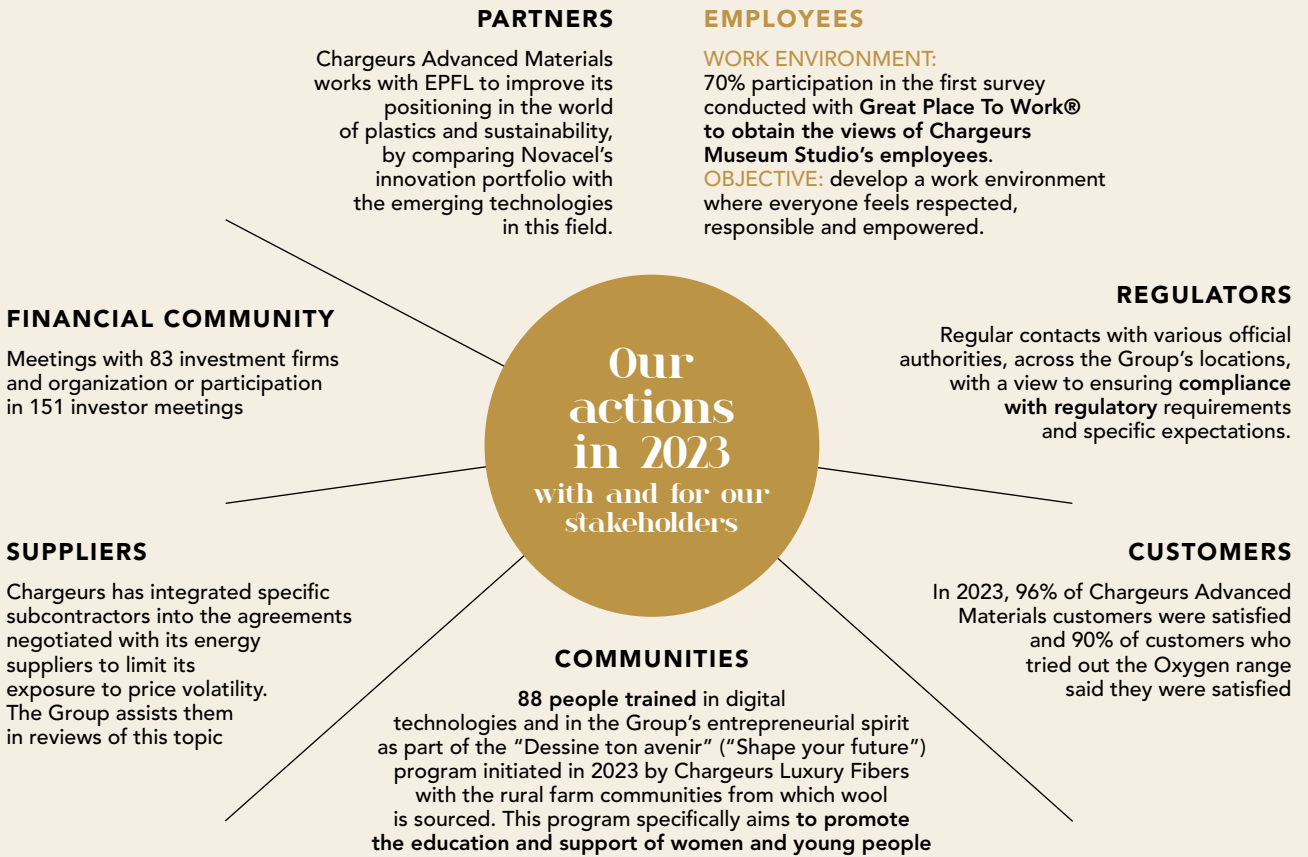 PARTNERS
Chargeurs Advanced Materials
works with EPFL to improve its
positioning in the world
of plastics and sustainability,
by comparing Novacel’s
innovation portfolio with
the emerging technologies
in this field.
EMPLOYEES
WORK ENVIRONMENT:
70% participation in the first survey
conducted with Great Place To Work®
to obtain the views of Chargeurs
Museum Studio’s employees.
OBJECTIVE: develop a work environment
where everyone feels respected,
responsible and empowered.
FINANCIAL COMMUNITY
Meetings with 83 investment firms
and organization or participation
in 151 investor meetings
Our
actions
in 2023
with and for our
stakeholders
REGULATORS
Regular contacts with various official
authorities, across the Group’s locations,
with a view to ensuring compliance
with regulatory requirements
and specific expectations.
SUPPLIERS
Chargeurs has integrated specific
subcontractors into the agreements
negotiated with its energy
suppliers to limit its
exposure to price volatility.
The Group assists them
in reviews of this topic
CUSTOMERS
In 2023, 96% of Chargeurs Advanced
Materials customers were satisfied
and 90% of customers who
tried out the Oxygen range
said they were satisfied
COMMUNITIES
88 people trained in digital
technologies and in the Group’s entrepreneurial spirit
as part of the “Dessine ton avenir” (“Shape your future”)
program initiated in 2023 by Chargeurs Luxury Fibers
with the rural farm communities from which wool
is sourced. This program specifically aims to promote
the education and support of women and young people